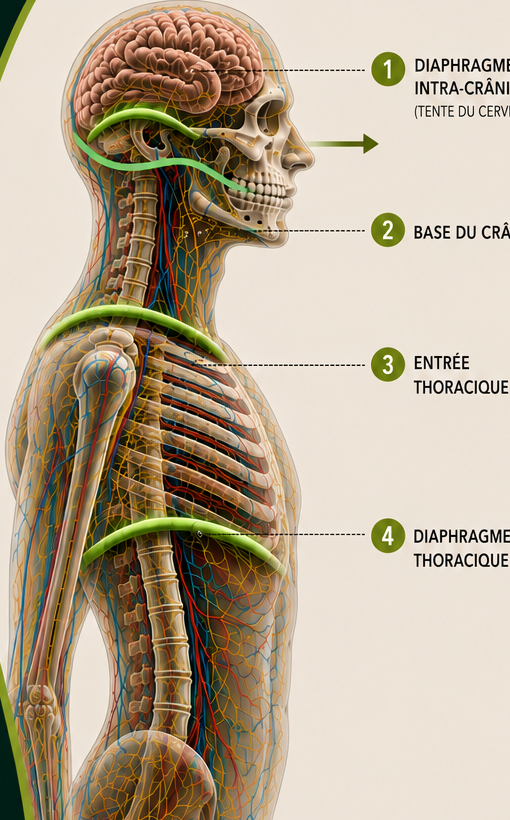 1
DIAPHRAGME
INTRA-CRÂNI
(TENTE DU CERV
2
BASE DU CRÂ
3
ENTRÉE
THORACIQUE
4
DIAPHRAGME
THORACIQUE